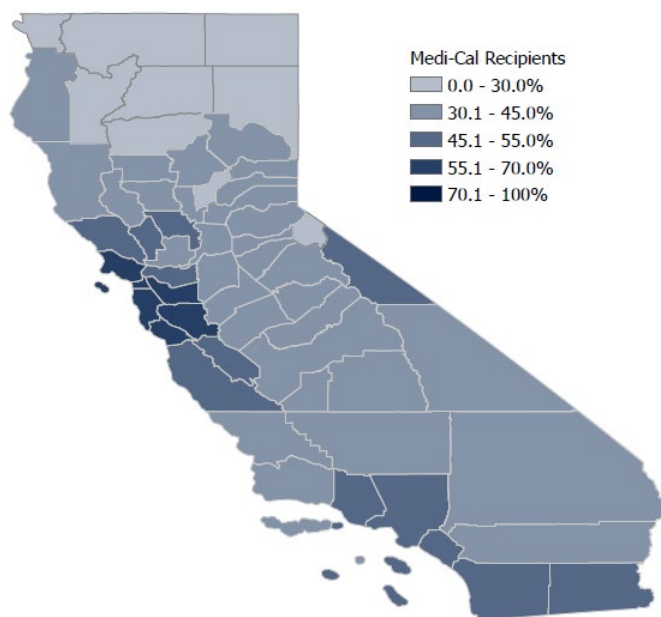 Medi-Cal Recipients
0.0 - 30.0%
30.1 - 45.0%
45.1 - 55.0%
55.1 - 70.0%
70.1 - 100%